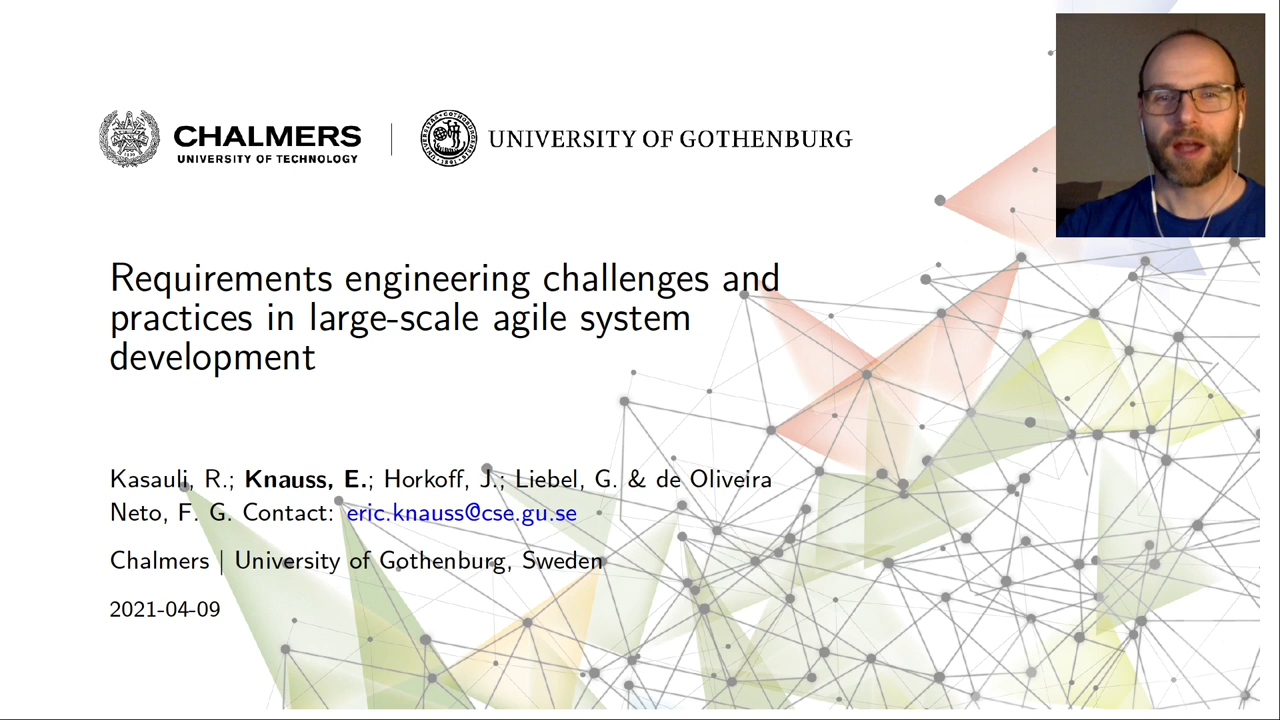 CHALMERS
UNIVERSITY OF TECHNOLOGY
UNIVERSITY OF GOTHENBURG
Requirements engineering challenges and
practices in large-scale agile system
development
Kasauli, R.; Knauss, E.; Horkoff, J.; Liebel, G. & de Oliveira
Neto, F. G. Contact: eric.knauss@cse.gu.se
Chalmers | University of Gothenburg, Sweden
2021-04-09